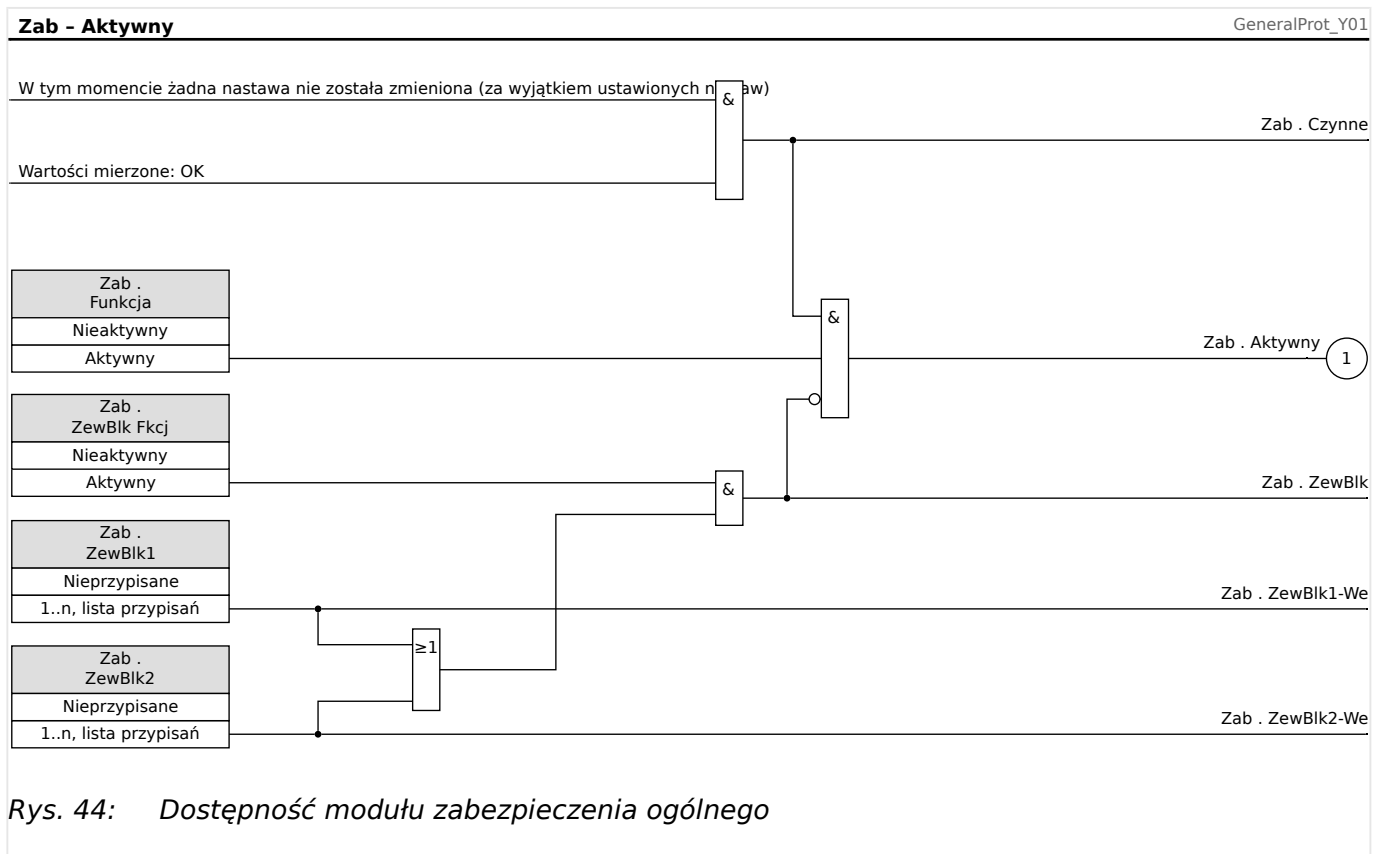 Zab – Aktywny
GeneralProt_Y01
W tym momencie żadna nastawa nie została zmieniona (za wyjątkiem ustawionych
&
Zab . Czynne
Wartości mierzone: OK
Zab .
Funkcja
Nieaktywny
Aktywny
&
Zab . Aktywny
1
Zab .
ZewBlk Fkcj
Nieaktywny
Aktywny
&
Zab . ZewBlk
Zab .
ZewBlk1
Nieprzypisane
1..n, lista przypisań
Zab . ZewBlk1-We
≥1
Zab .
ZewBlk2
Nieprzypisane
1..n, lista przypisań
Zab . ZewBlk2-We
Rys. 44: Dostępność modułu zabezpieczenia ogólnego